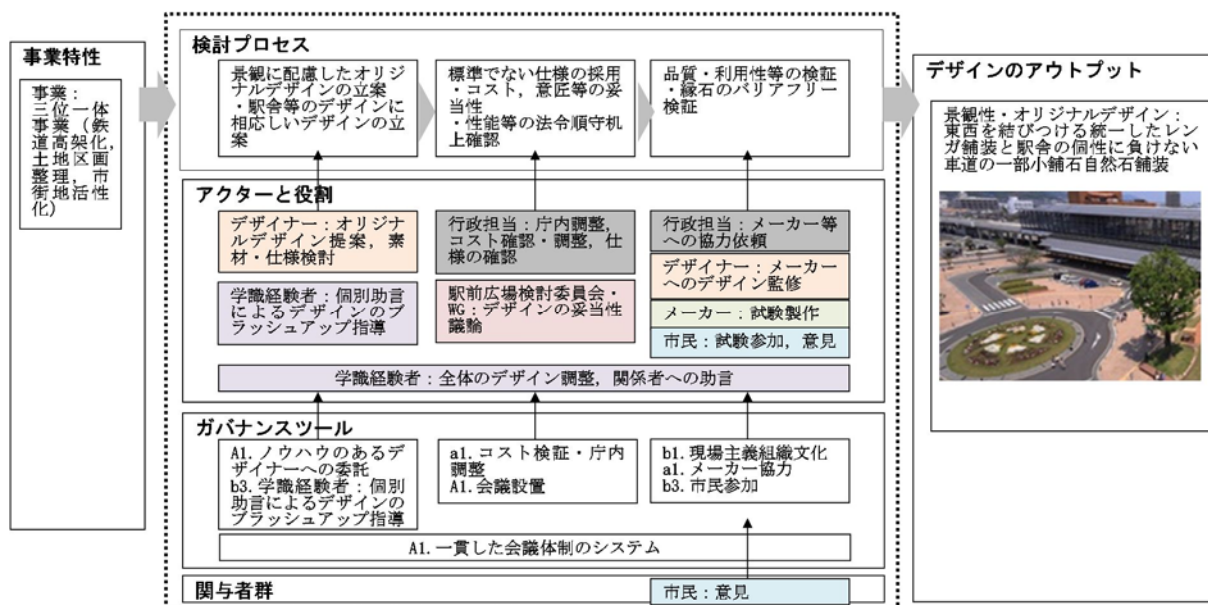 事業特性
事業：
三位一体
事業（鉄
道高架化，
土地区画
整理，市
街地活性
化）
検討プロセス
景観に配慮したオリジ
ナルデザインの立案
・駅舎等のデザインに
相応しいデザインの立
案
標準でない仕様の採用
・コスト，意匠等の妥
当性
・性能等の法令順守机
上確認
品質・利用性等の検証
・縁石のバリアフリー
検証
アクターと役割
デザイナー：オリジ
ナルデザイン提案，素
材・仕様検討
学識経験者：個別助言
によるデザインのブ
ラッシュアップ指導
行政担当：庁内調整，
コスト確認・調整，仕
様の確認
駅前広場検討委員会・
WG：デザインの妥当性
議論
行政担当：メーカー等
への協力依頼
デザイナー：メーカー
へのデザイン監修
メーカー：試験製作
市民：試験参加，意見
学識経験者：全体のデザイン調整，関係者への助言
ガバナンスツール
A1. ノウハウのあるデ
ザイナーへの委託
b3. 学識経験者：個別
助言によるデザインの
ブラッシュアップ指導
a1. コスト検証・庁内
調整
A1. 会議設置
b1. 現場主義組織文化
a1. メーカー協力
b3. 市民参加
A1. 一貫した会議体制のシステム
関与者群
市民：意見
デザインのアウトプット
景観性・オリジナルデザイン：
東西を結びつける統一したレン
ガ舗装と駅舎の個性に負けない
車道の一部小舗石自然石舗装